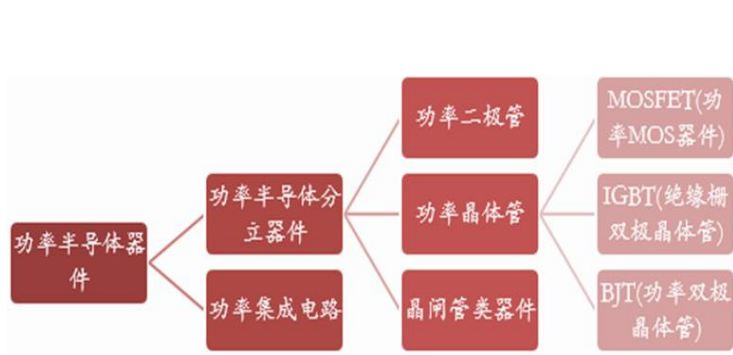 功率半导体器
件
功率半导体分
立器件
功率集成电路
功率二极管
功率晶体管
晶闸管类器件
MOSFET(功
率MOS器件)
IGBT(绝缘栅
双极晶体管)
BJT(功率双极
晶体管)